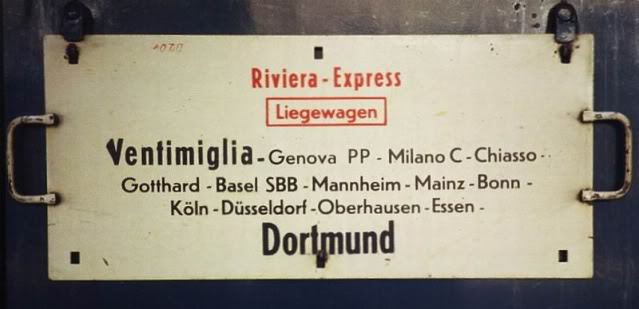 Riviera-Express
Liegewagen
Ventimiglia- Genova PP - Milano C - Chiasso -
Gotthard - Basel SBB - Mannheim - Mainz - Bonn -
Köln - Düsseldorf - Oberhausen - Essen -
Dortmund